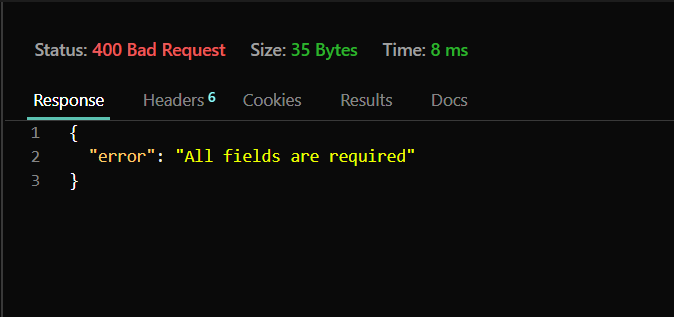 Status: 400 Bad Request Size: 35 Bytes Time: 8 ms
Response Headers 6 Cookies Results Docs
1 {
2 "error": "All fields are required"
3 }